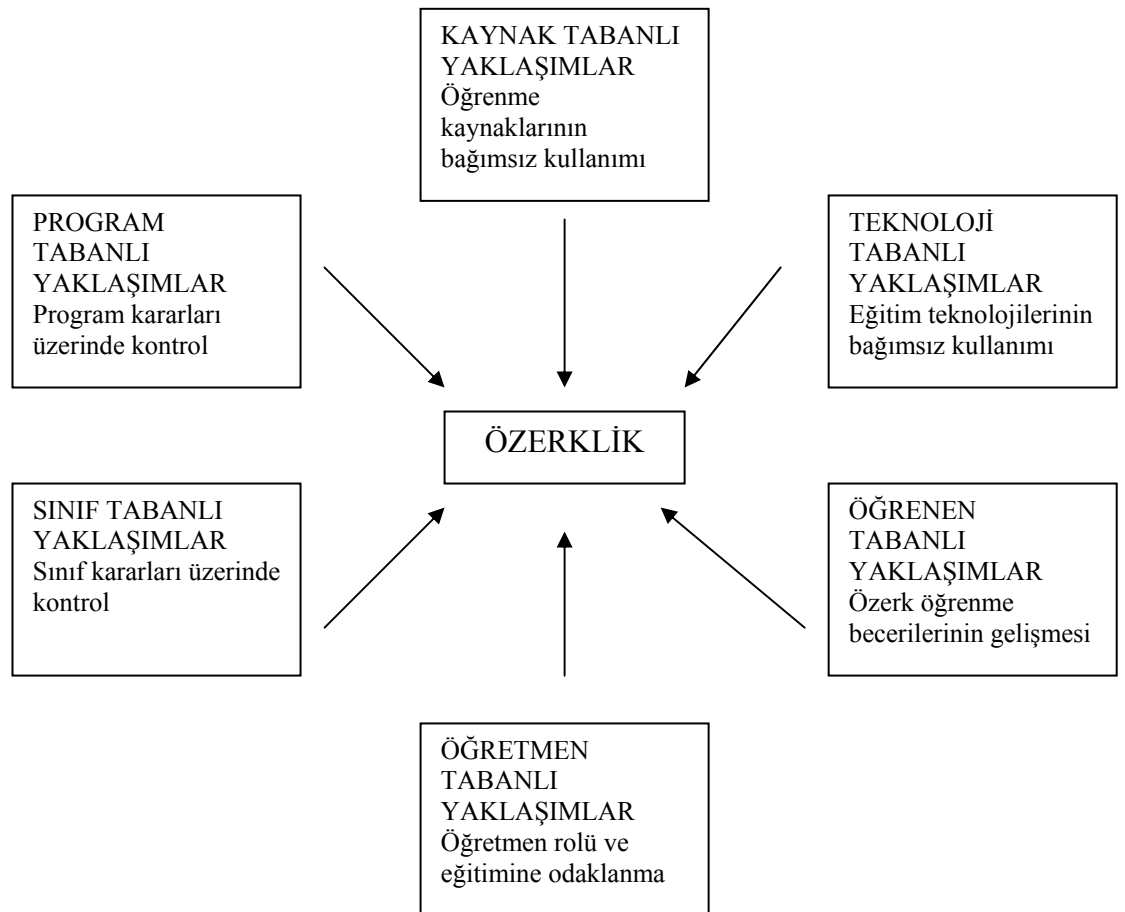 KAYNAK TABANLI
YAKLAŞIMLAR
Öğrenme
kaynaklarının
bağımsız kullanımı
PROGRAM
TABANLI
YAKLAŞIMLAR
Program kararları
üzerinde kontrol
TEKNOLOJİ
TABANLI
YAKLAŞIMLAR
Eğitim teknolojilerinin
bağımsız kullanımı
ÖZERKLİK
SINIF TABANLI
YAKLAŞIMLAR
Sınıf kararları üzerinde
kontrol
ÖĞRENEN
TABANLI
YAKLAŞIMLAR
Özerk öğrenme
becerilerinin gelişmesi
ÖĞRETMEN
TABANLI
YAKLAŞIMLAR
Öğretmen rolü ve
eğitimine odaklanma